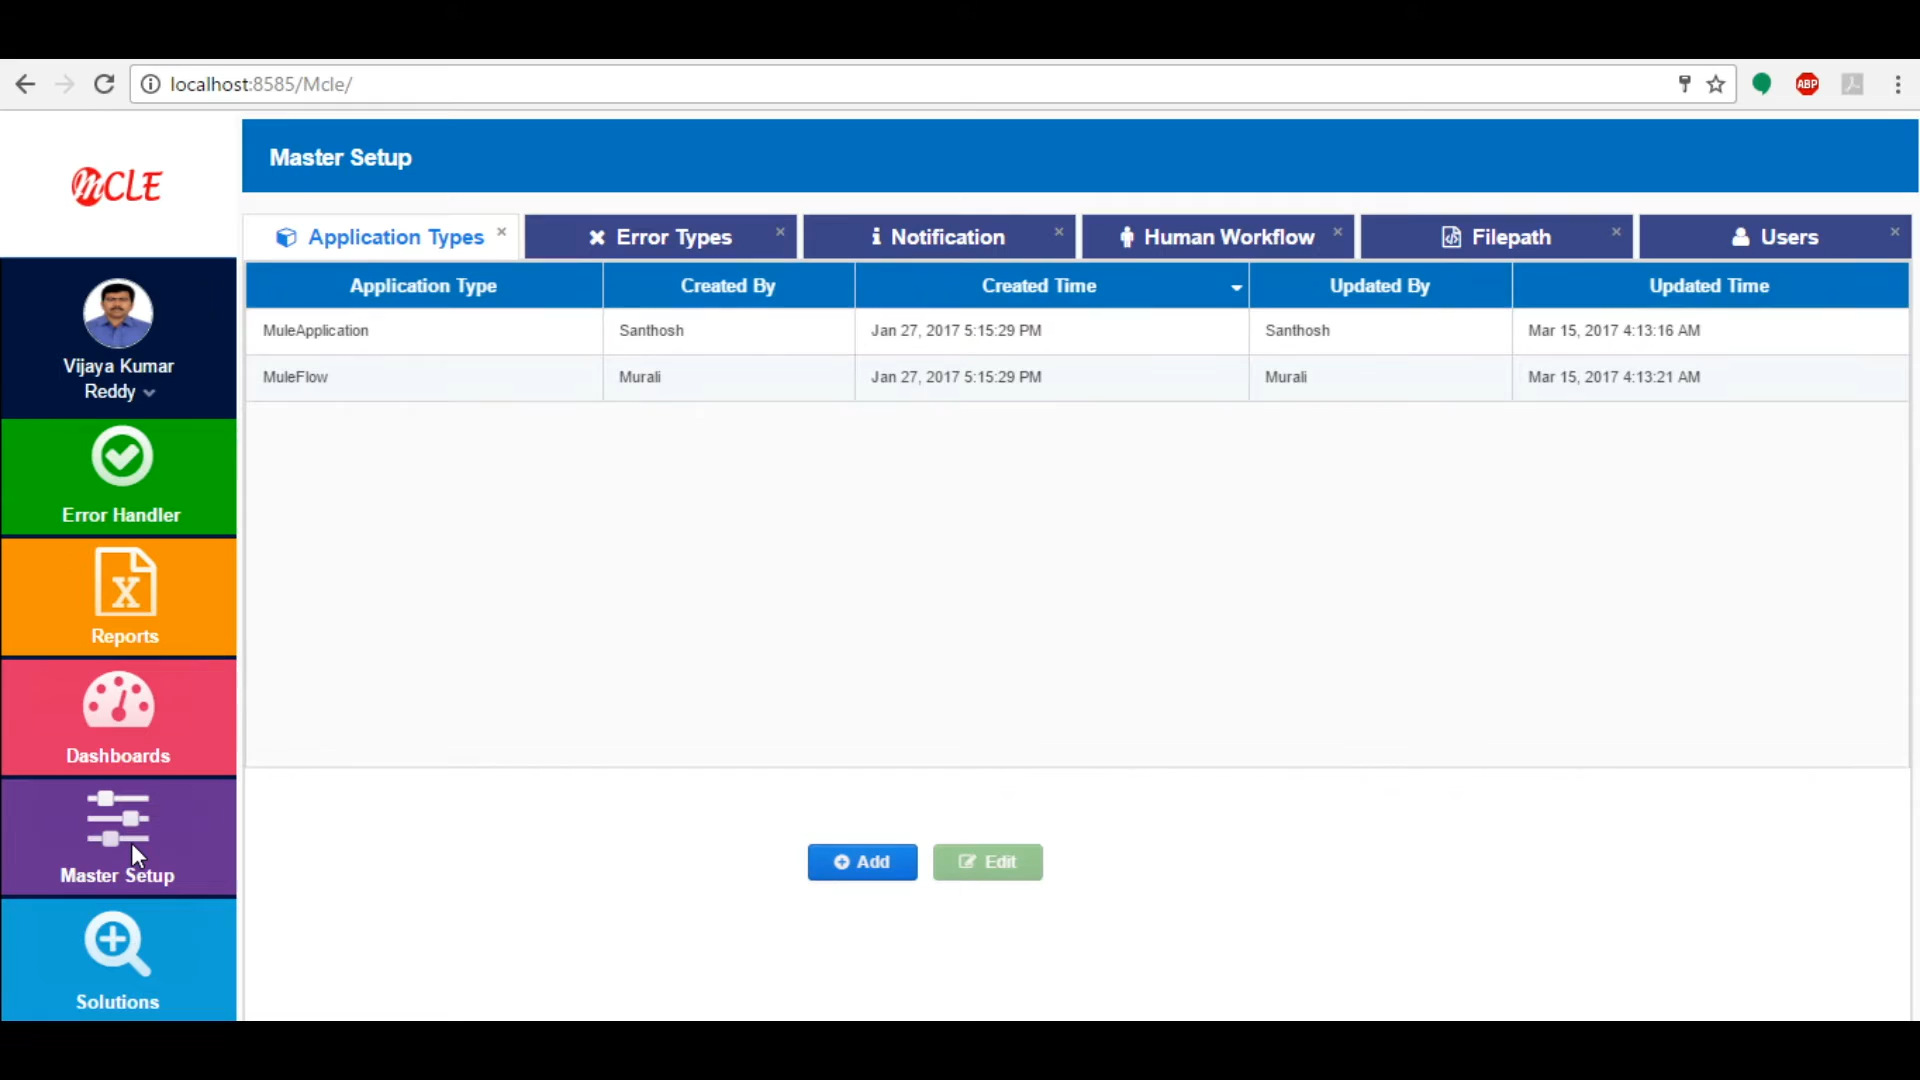 localhost:8585/Mcle/
ABP
MCLE
Master Setup
Application Types × Error Types × Notification × Human Workflow × Filepath × Users ×
Application Type Created By Created Time Updated By Updated Time
MuleApplication Santhosh Jan 27, 2017 5:15:29 PM Santhosh Mar 15, 2017 4:13:16 AM
MuleFlow Murali Jan 27, 2017 5:15:29 PM Murali Mar 15, 2017 4:13:21 AM
Vijaya Kumar
Reddy
Error Handler
Reports
Dashboards
Master Setup
Solutions
Add Edit